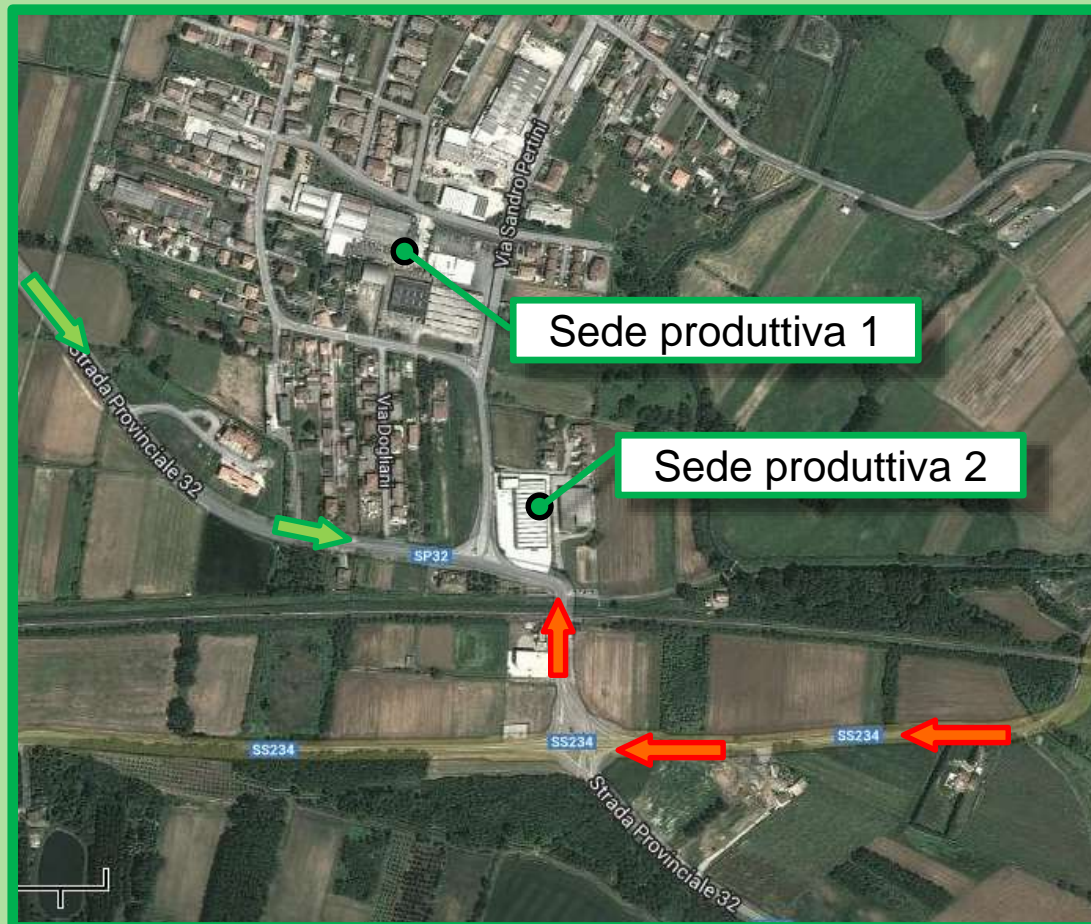 Via Sandro Pertini
Sede produttiva 1
Strada Provinciale 32
Via Dogliani
Sede produttiva 2
SP32
SS234
SS234
SS234
Strada Provinciale 32